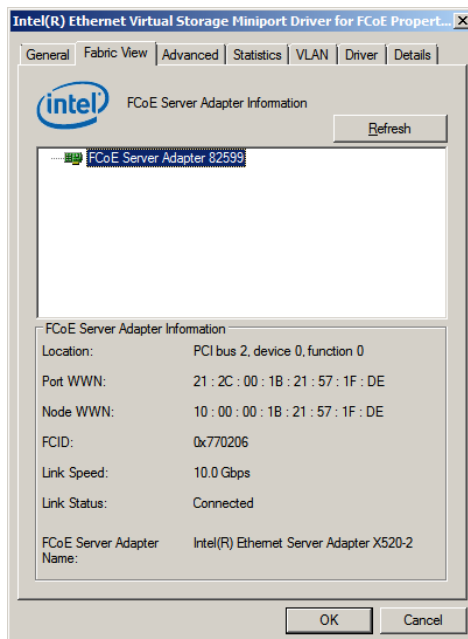 Intel(R) Ethernet Virtual Storage Miniport Driver for FCoE Propert...
General Fabric View Advanced Statistics VLAN Driver Details
intel
FCoE Server Adapter Information
Refresh
FCoE Server Adapter 82599
FCoE Server Adapter Information
Location: PCI bus 2, device 0, function 0
Port WWN: 21 : 2C : 00 : 1B : 21 : 57 : 1F : DE
Node WWN: 10 : 00 : 00 : 1B : 21 : 57 : 1F : DE
FCID: 0x770206
Link Speed: 10.0 Gbps
Link Status: Connected
FCoE Server Adapter Intel(R) Ethernet Server Adapter X520-2
Name:
OK Cancel